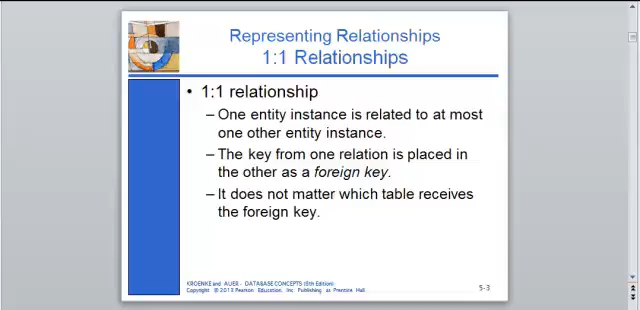 Representing Relationships
1:1 Relationships
• 1:1 relationship
– One entity instance is related to at most
one other entity instance.
– The key from one relation is placed in
the other as a foreign key.
– It does not matter which table receives
the foreign key.
KROENKE and AUER - DATABASE CONCEPTS (6th Edition)
Copyright © 2013 Pearson Education, Inc. Publishing as Prentice Hall
5-3